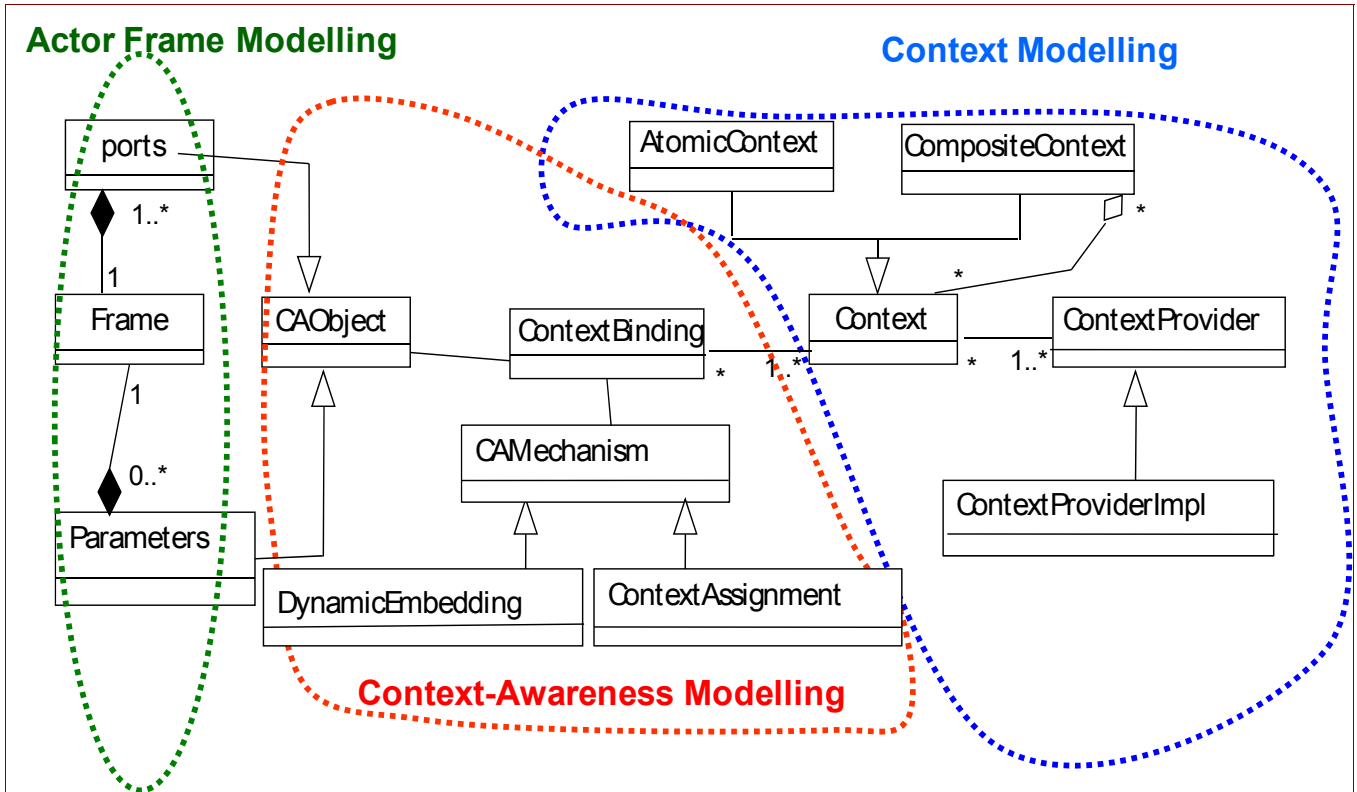 Actor Frame Modelling
Context Modelling
ports
AtomicContext
CompositeContext
1..*
*
1
*
Frame
CAObject
ContextBinding
Context
ContextProvider
1..*
*
*
1..*
1
CAMechanism
0..*
ContextProviderImpl
Parameters
DynamicEmbedding
ContextAssignment
Context-Awareness Modelling